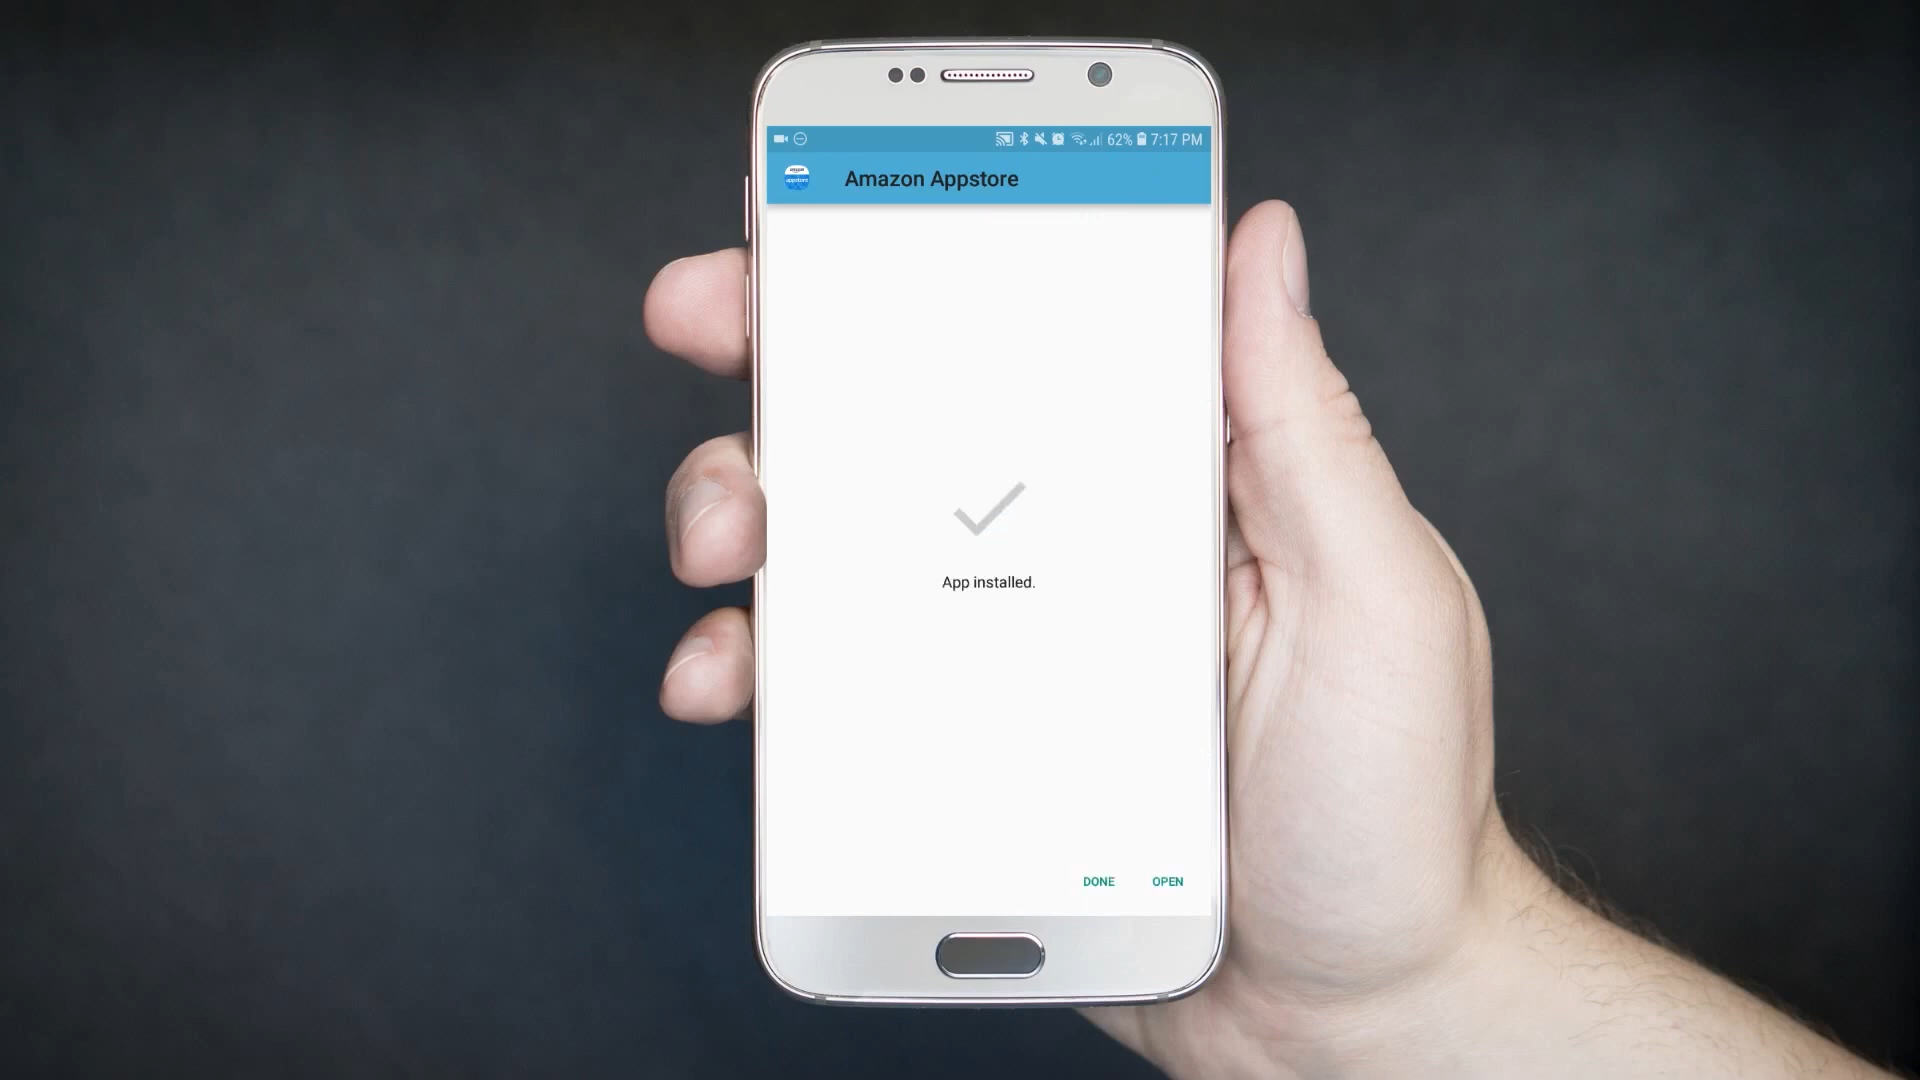 62% 7:17 PM
amazon
appstore
Amazon Appstore
App installed.
DONE OPEN